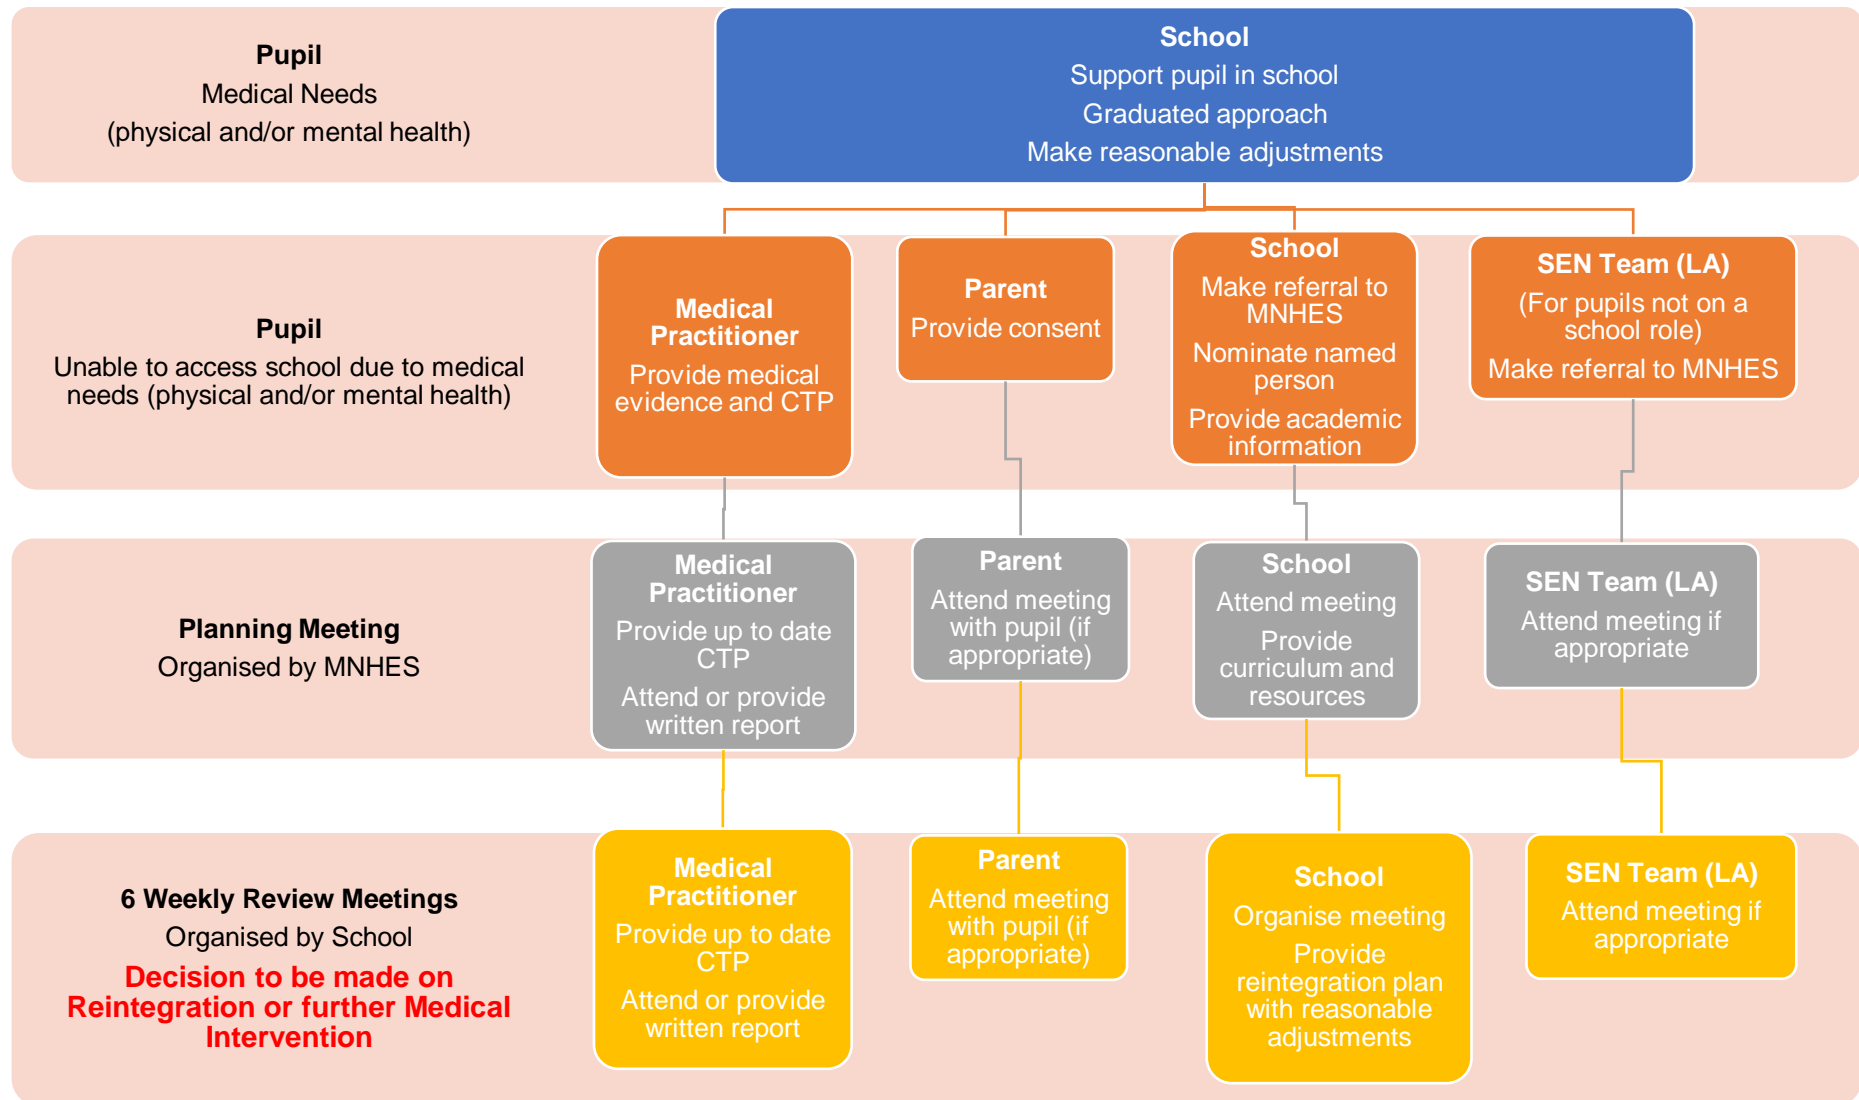 Pupil
Medical Needs
(physical and/or mental health)
School
Support pupil in school
Graduated approach
Make reasonable adjustments
Pupil
Unable to access school due to medical
needs (physical and/or mental health)
Medical
Practitioner
Provide medical
evidence and CTP
Parent
Provide consent
School
Make referral to
MNHES
Nominate named
person
Provide academic
information
SEN Team (LA)
(For pupils not on a
school role)
Make referral to MNHES
Planning Meeting
Organised by MNHES
Medical
Practitioner
Provide up to date
CTP
Attend or provide
written report
Parent
Attend meeting
with pupil (if
appropriate)
School
Attend meeting
Provide
curriculum and
resources
SEN Team (LA)
Attend meeting if
appropriate
6 Weekly Review Meetings
Organised by School
Decision to be made on
Reintegration or further Medical
Intervention
Medical
Practitioner
Provide up to date
CTP
Attend or provide
written report
Parent
Attend meeting
with pupil (if
appropriate)
School
Organise meeting
Provide
reintegration plan
with reasonable
adjustments
SEN Team (LA)
Attend meeting if
appropriate